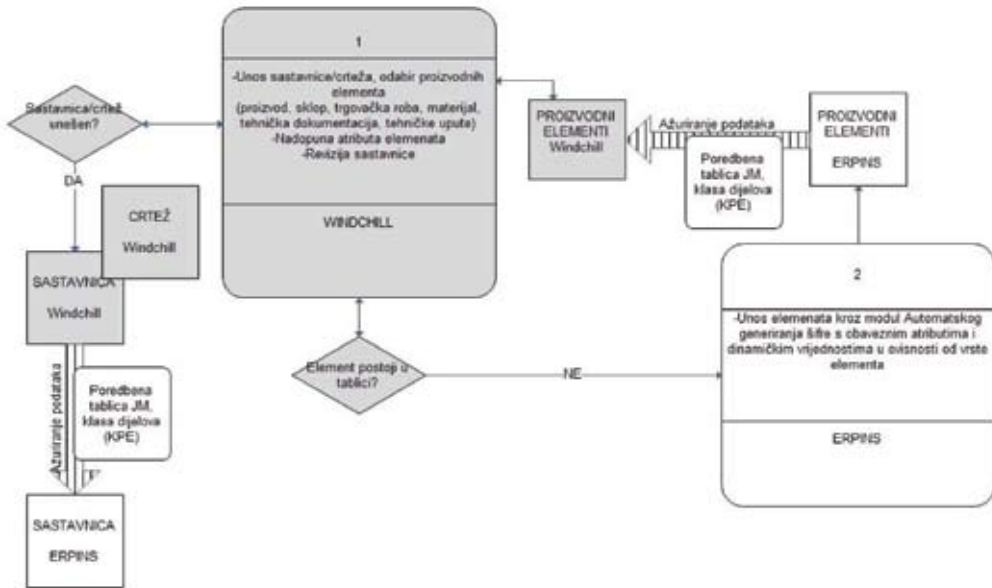 1
-Unos sastavnice/crteža, odabir proizvodnih
elementa
(proizvod, sklop, trgovačka roba, materijal,
tehnička dokumentacija, tehničke upute)
-Nadopuna atributa elemenata
-Revizija sastavnice
WINDCHILL
Sastavnica/crtež
unešen?
DA
CRTEŽ
Windchill
SASTAVNICA
Windchill
Ažuriranje podataka
Poredbena
tablica JM,
klasa dijelova
(KPE)
SASTAVNICA
ERPINS
Element postoji u
tablici?
NE
PROIZVODNI
ELEMENTI
Windchill
Ažuriranje podataka
Poredbena
tablica JM,
klasa dijelova
(KPE)
PROIZVODNI
ELEMENTI
ERPINS
2
-Unos elemenata kroz modul Automatskog
generiranja šifre s obaveznim atributima i
dinamičkim vrijednostima u ovisnosti od vrste
elementa
ERPINS